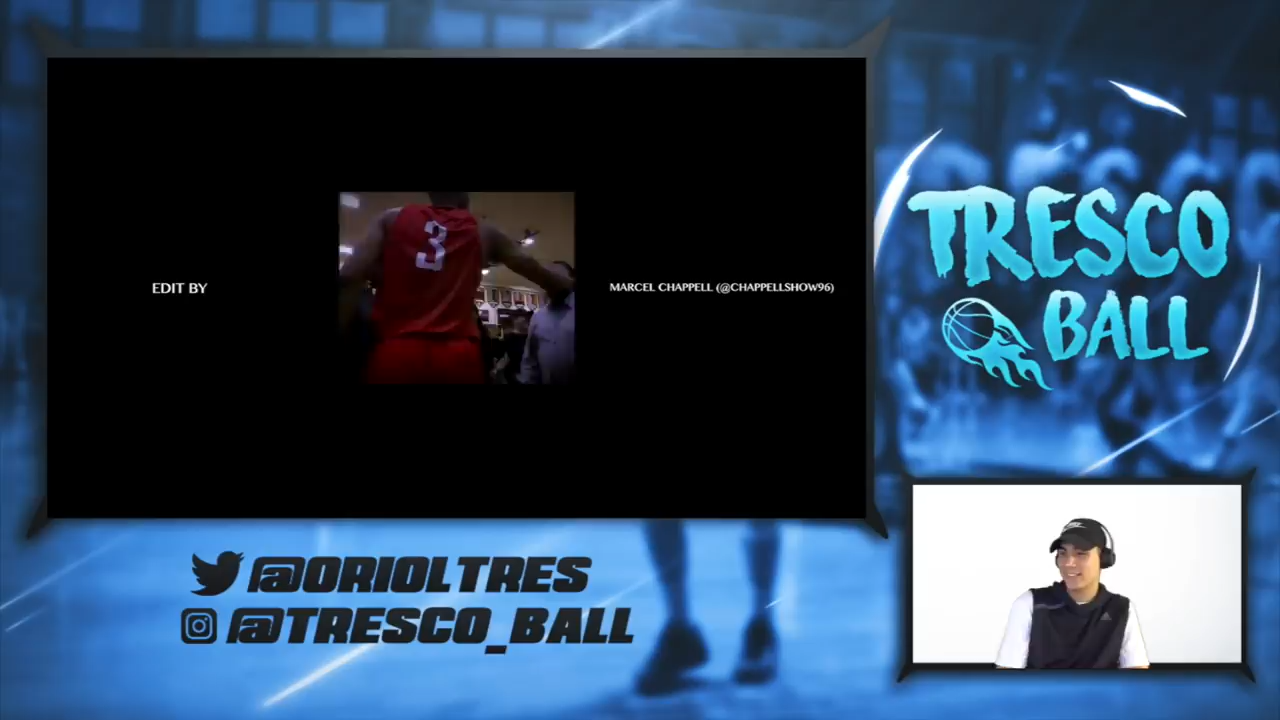 3
EDIT BY
MARCEL CHAPPELL (@CHAPPELLSHOW96)
TRESCO
BALL
@ORIOLTRES
@TRESCO_BALL